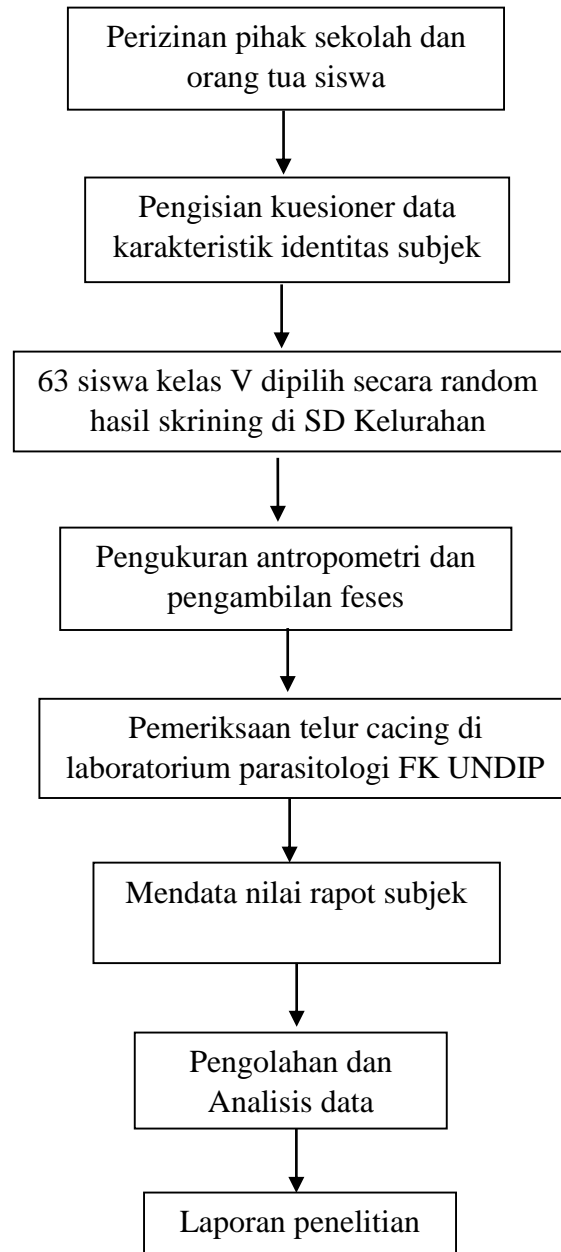 Perizinan pihak sekolah dan
orang tua siswa
Pengisian kuesioner data
karakteristik identitas subjek
63 siswa kelas V dipilih secara random
hasil skrining di SD Kelurahan
Pengukuran antropometri dan
pengambilan feses
Pemeriksaan telur cacing di
laboratorium parasitologi FK UNDIP
Mendata nilai rapot subjek
Pengolahan dan
Analisis data
Laporan penelitian